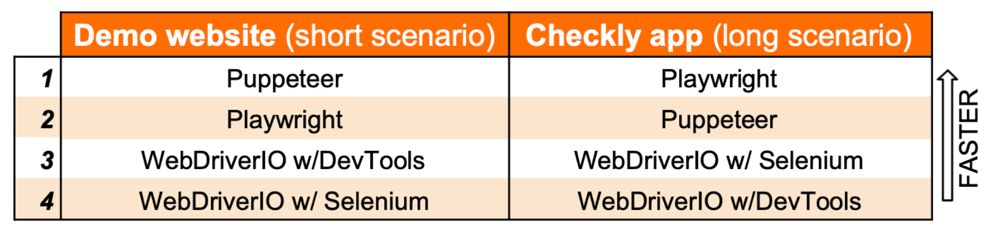 Demo website (short scenario) Checkly app (long scenario)
1 Puppeteer Playwright
2 Playwright Puppeteer
3 WebDriverIO w/DevTools WebDriverIO w/ Selenium
4 WebDriverIO w/ Selenium WebDriverIO w/DevTools
FASTER